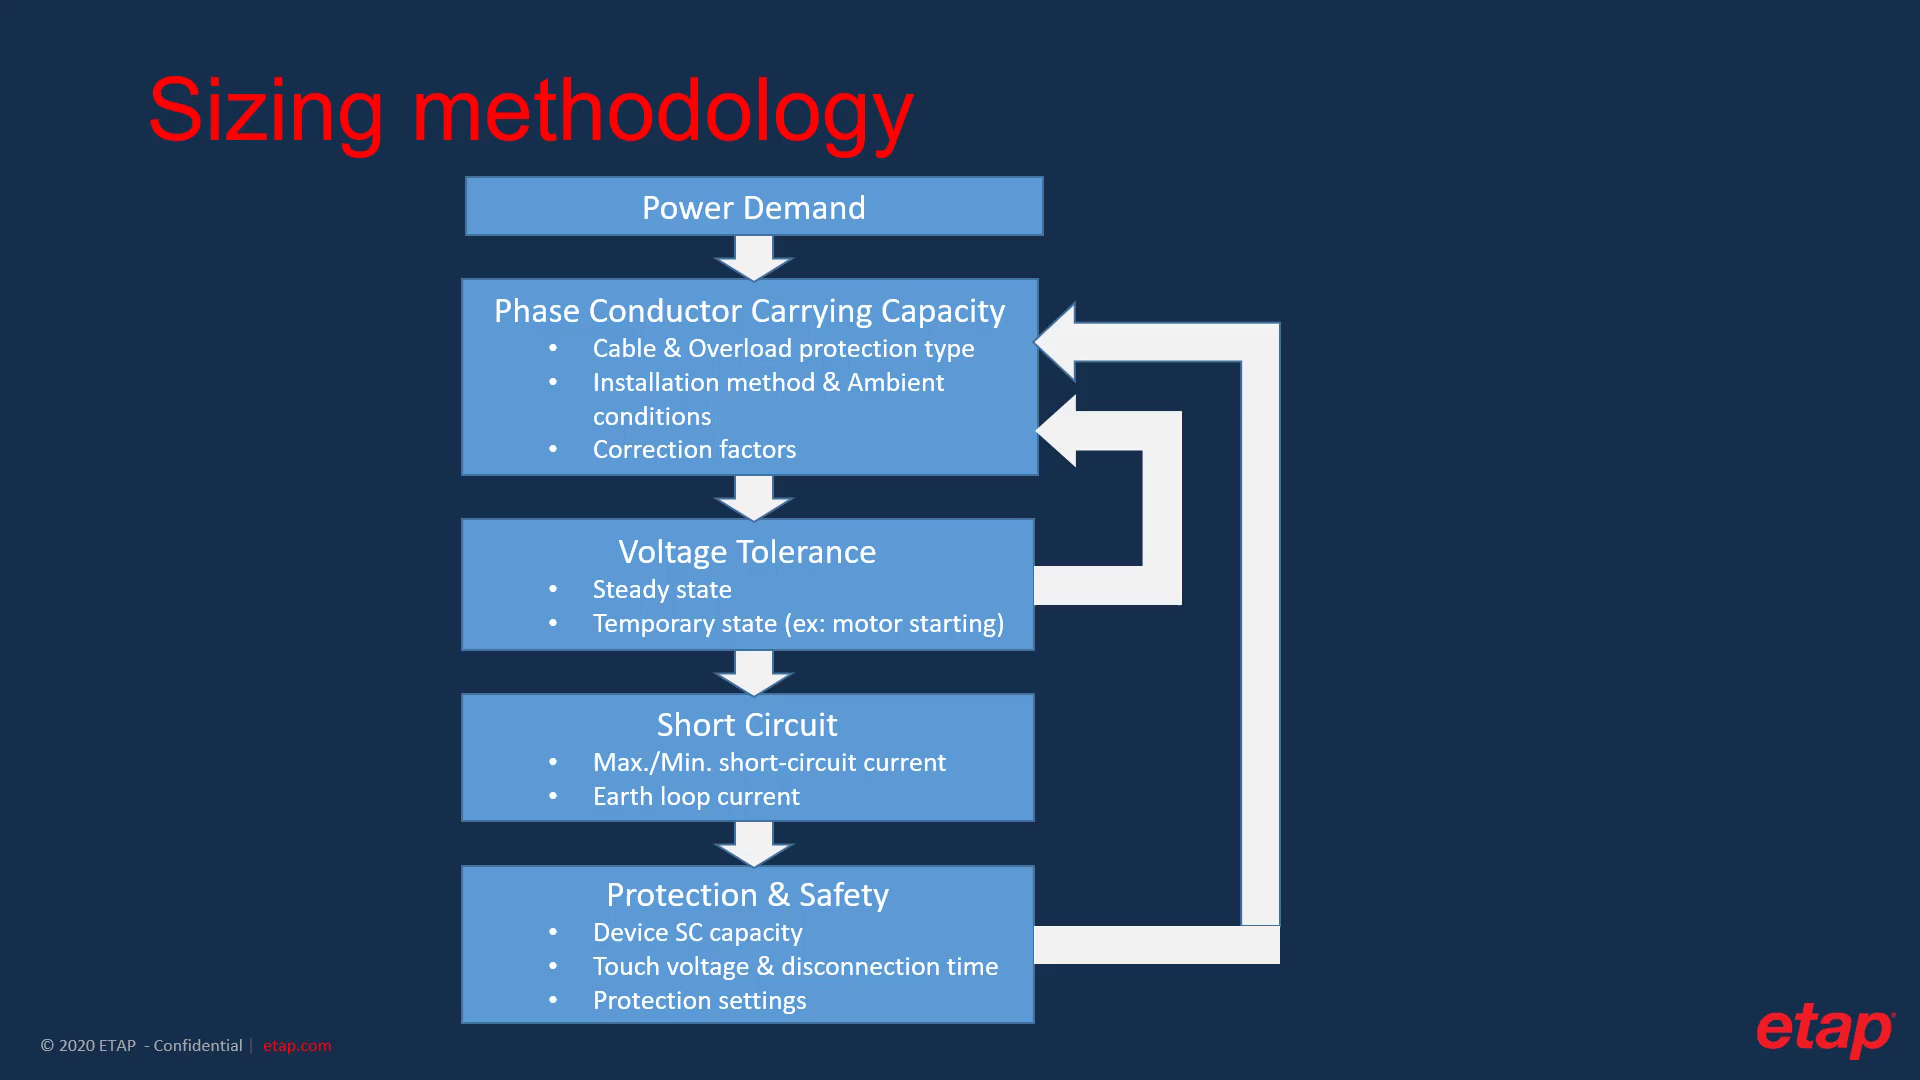 Sizing methodology
Power Demand
Phase Conductor Carrying Capacity
• Cable & Overload protection type
• Installation method & Ambient
conditions
• Correction factors
Voltage Tolerance
• Steady state
• Temporary state (ex: motor starting)
Short Circuit
• Max./Min. short-circuit current
• Earth loop current
Protection & Safety
• Device SC capacity
• Touch voltage & disconnection time
• Protection settings
© 2020 ETAP - Confidential | etap.com
etap